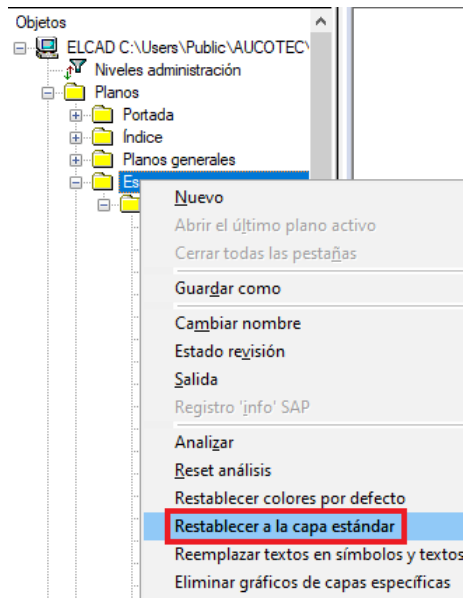 Objetos
ELCAD C:\Users\Public\AUCOTEC\
Niveles administración
Planos
Portada
Índice
Planos generales
Es
Nuevo
Abrir el último plano activo
Cerrar todas las pestañas
Guardar como
Cambiar nombre
Estado revisión
Salida
Registro 'info' SAP
Analizar
Reset análisis
Restablecer colores por defecto
Restablecer a la capa estándar
Reemplazar textos en símbolos y textos
Eliminar gráficos de capas específicas